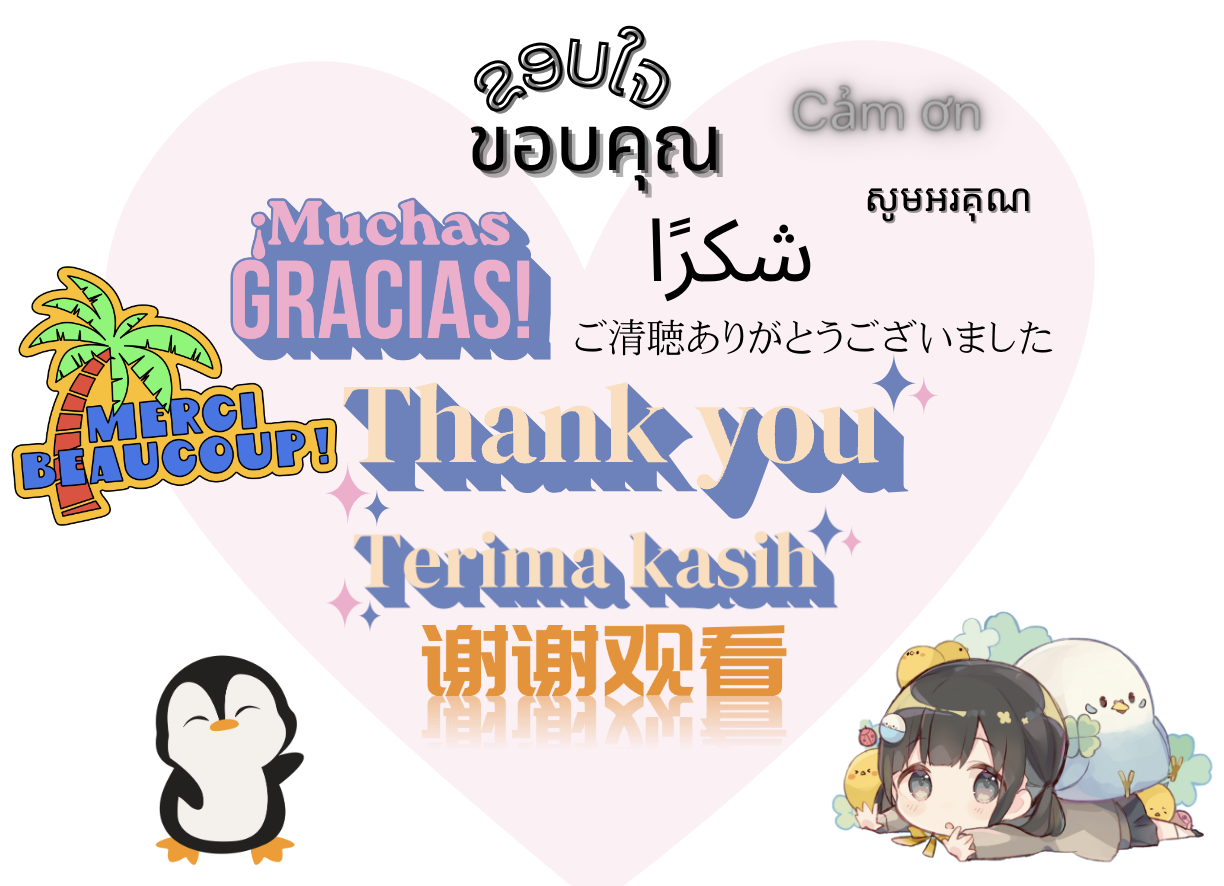 ຂອບໃຈ
ขอบคุณ
Cảm ơn
សូមអរគុណ
¡Muchas
GRACIAS!
شكرًا
ご清聴ありがとうございました
MERCI
BEAUCOUP!
Thank you
Terima kasih
谢谢观看